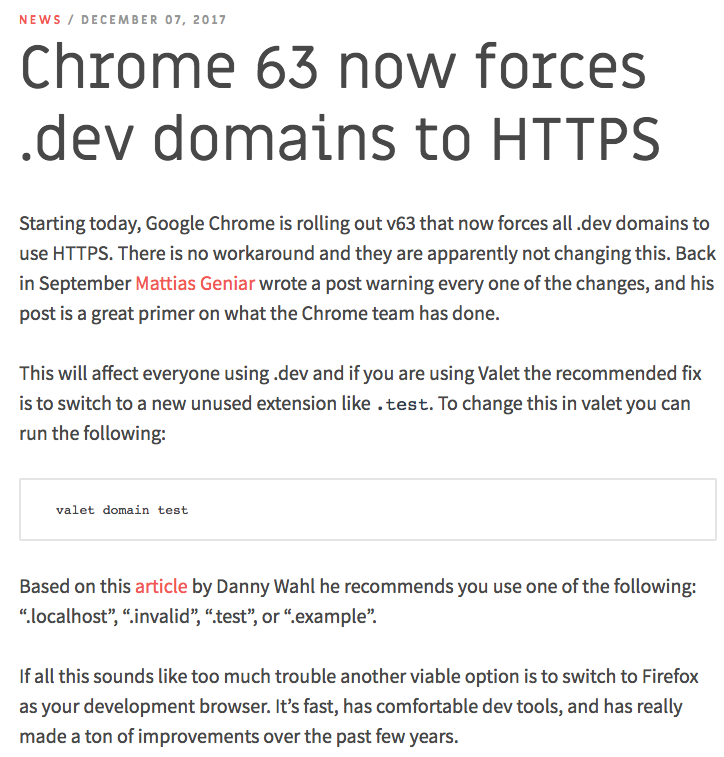 NEWS / DECEMBER 07, 2017
Chrome 63 now forces
.dev domains to HTTPS
Starting today, Google Chrome is rolling out v63 that now forces all .dev domains to
use HTTPS. There is no workaround and they are apparently not changing this. Back
in September Mattias Geniar wrote a post warning every one of the changes, and his
post is a great primer on what the Chrome team has done.
This will affect everyone using .dev and if you are using Valet the recommended fix
is to switch to a new unused extension like .test. To change this in valet you can
run the following:
valet domain test
Based on this article by Danny Wahl he recommends you use one of the following:
“.localhost”, “.invalid”, “.test”, or “.example”.
If all this sounds like too much trouble another viable option is to switch to Firefox
as your development browser. It’s fast, has comfortable dev tools, and has really
made a ton of improvements over the past few years.